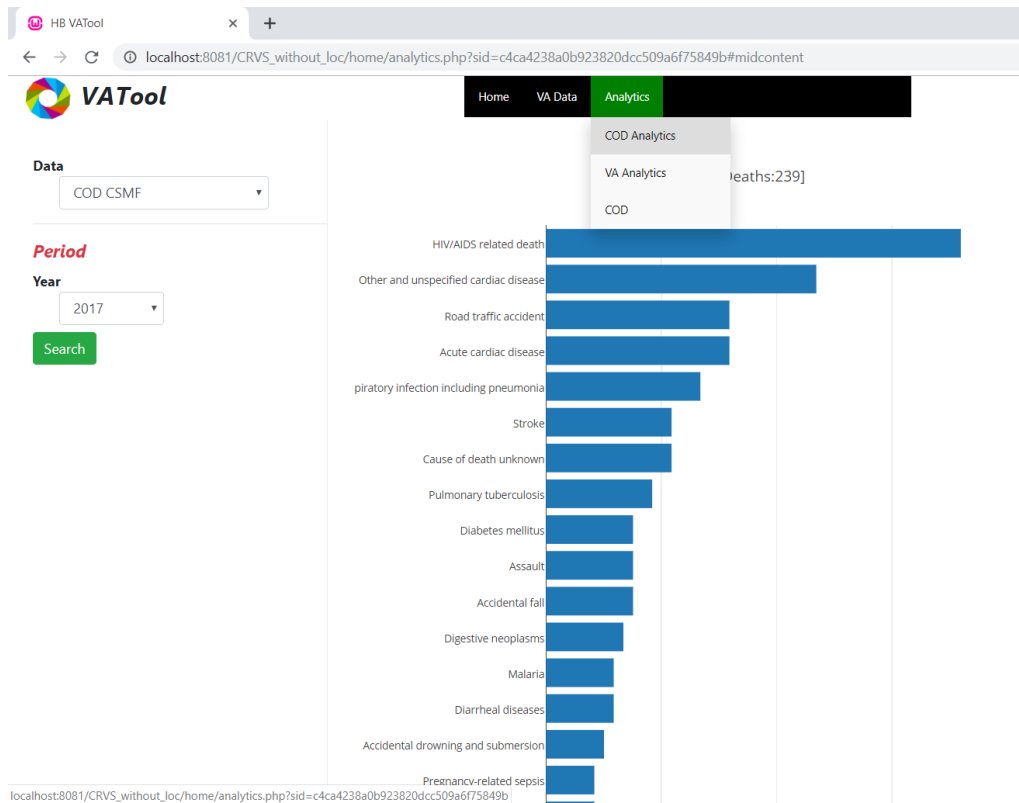 HB VATool
localhost:8081/CRVS_without_loc/home/analytics.php?sid=c4ca4238a0b923820dcc509a6f75849b#midcontent
VATool
Home VA Data Analytics
COD Analytics
VA Analytics
COD
Data
COD CSMF
Period
Year
2017
Search
Deaths:239]
HIV/AIDS related death
Other and unspecified cardiac disease
Road traffic accident
Acute cardiac disease
piratory infection including pneumonia
Stroke
Cause of death unknown
Pulmonary tuberculosis
Diabetes mellitus
Assault
Accidental fall
Digestive neoplasms
Malaria
Diarrheal diseases
Accidental drowning and submersion
Pregnancy-related sepsis
localhost:8081/CRVS_without_loc/home/analytics.php?sid=c4ca4238a0b923820dcc509a6f75849b